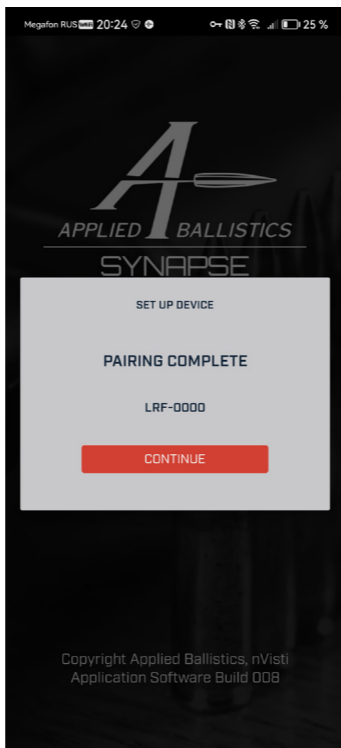 Megafon RUS WiFi 20:24 25 %
APPLIED BALLISTICS
SYNAPSE
SET UP DEVICE
PAIRING COMPLETE
LRF-0000
CONTINUE
Copyright Applied Ballistics, nVisti
Application Software Build 008